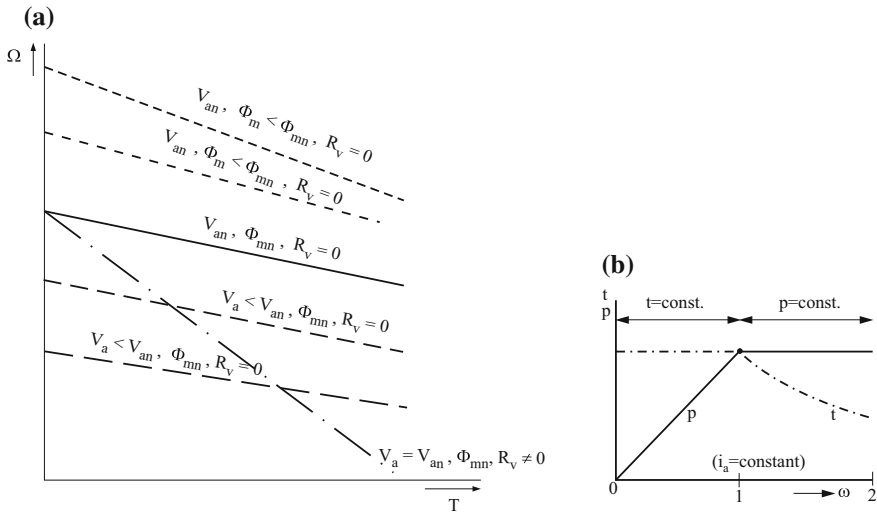 (a)
Ω
V_an , Φ_m < Φ_mn , R_v = 0
V_an , Φ_m < Φ_mn , R_v = 0
V_an , Φ_mn , R_v = 0
V_a < V_an , Φ_mn , R_v = 0
V_a < V_an , Φ_mn , R_v = 0
V_a = V_an , Φ_mn, R_v ≠ 0
T
(b)
t
p
t=const.
p=const.
p
t
(i_a=constant)
0
1
ω
2